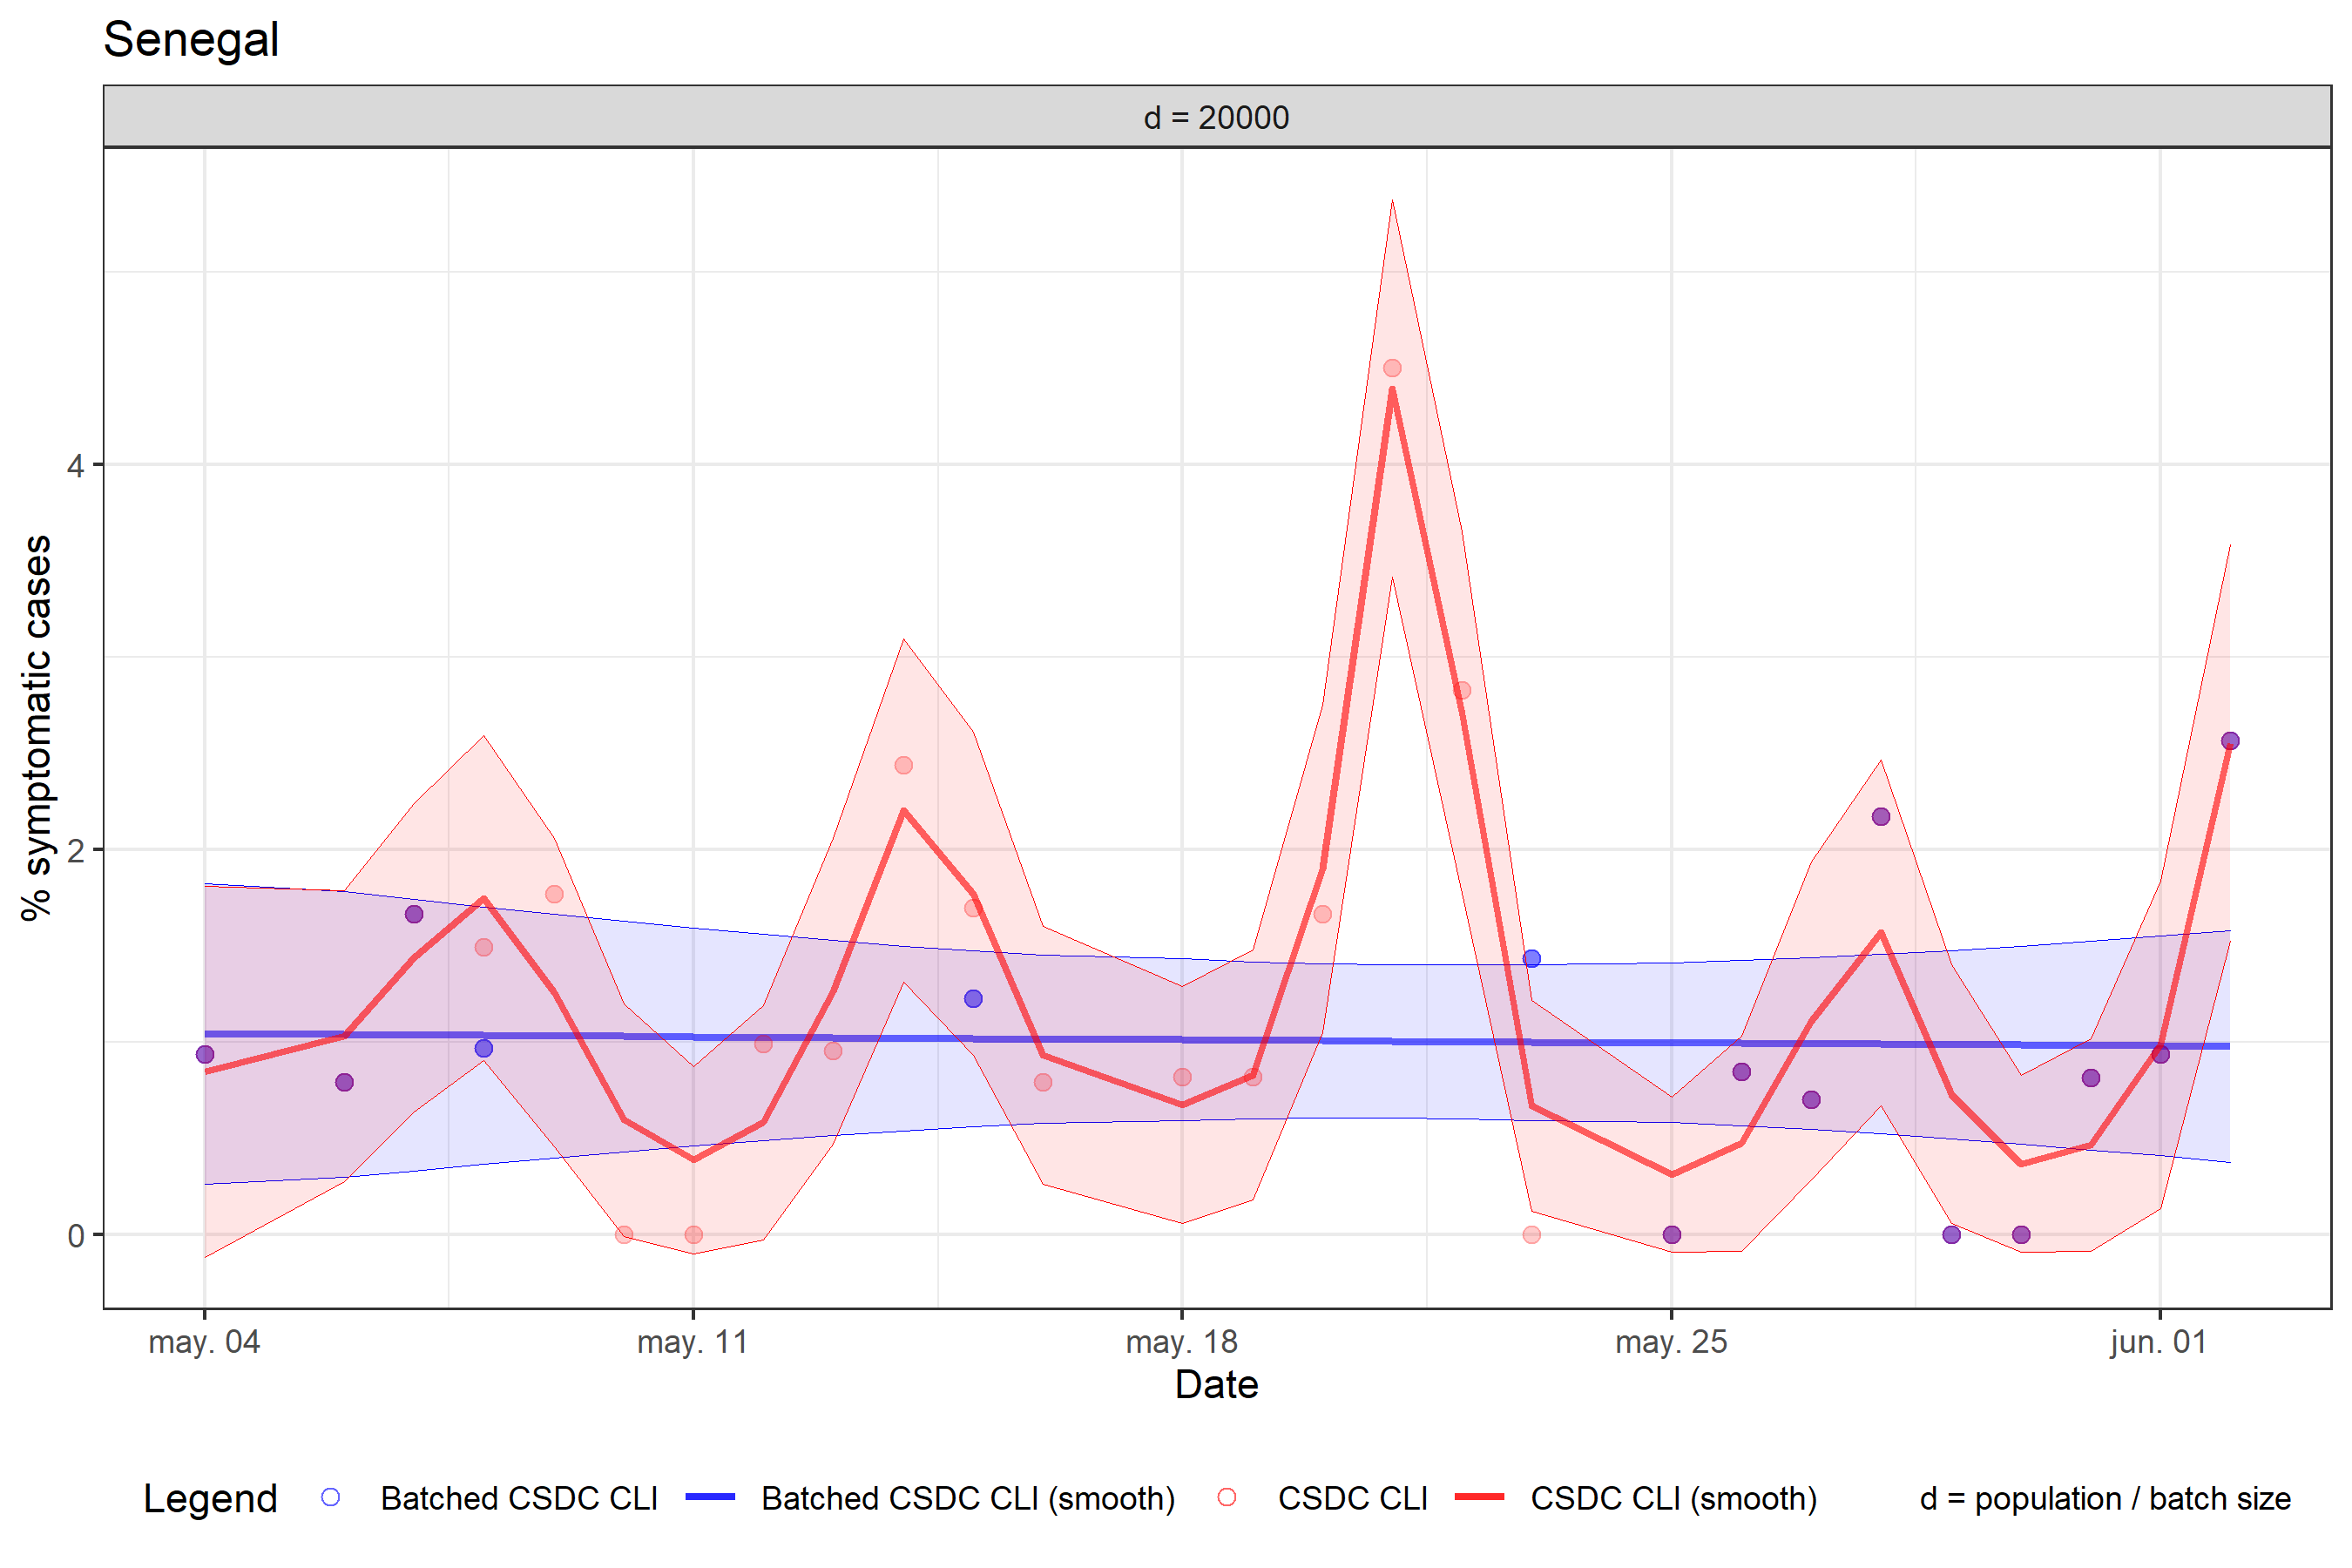 Senegal
d = 20000
% symptomatic cases
4
2
0
may. 04
may. 11
may. 18
may. 25
jun. 01
Date
Legend
Batched CSDC CLI
Batched CSDC CLI (smooth)
CSDC CLI
CSDC CLI (smooth)
d = population / batch size